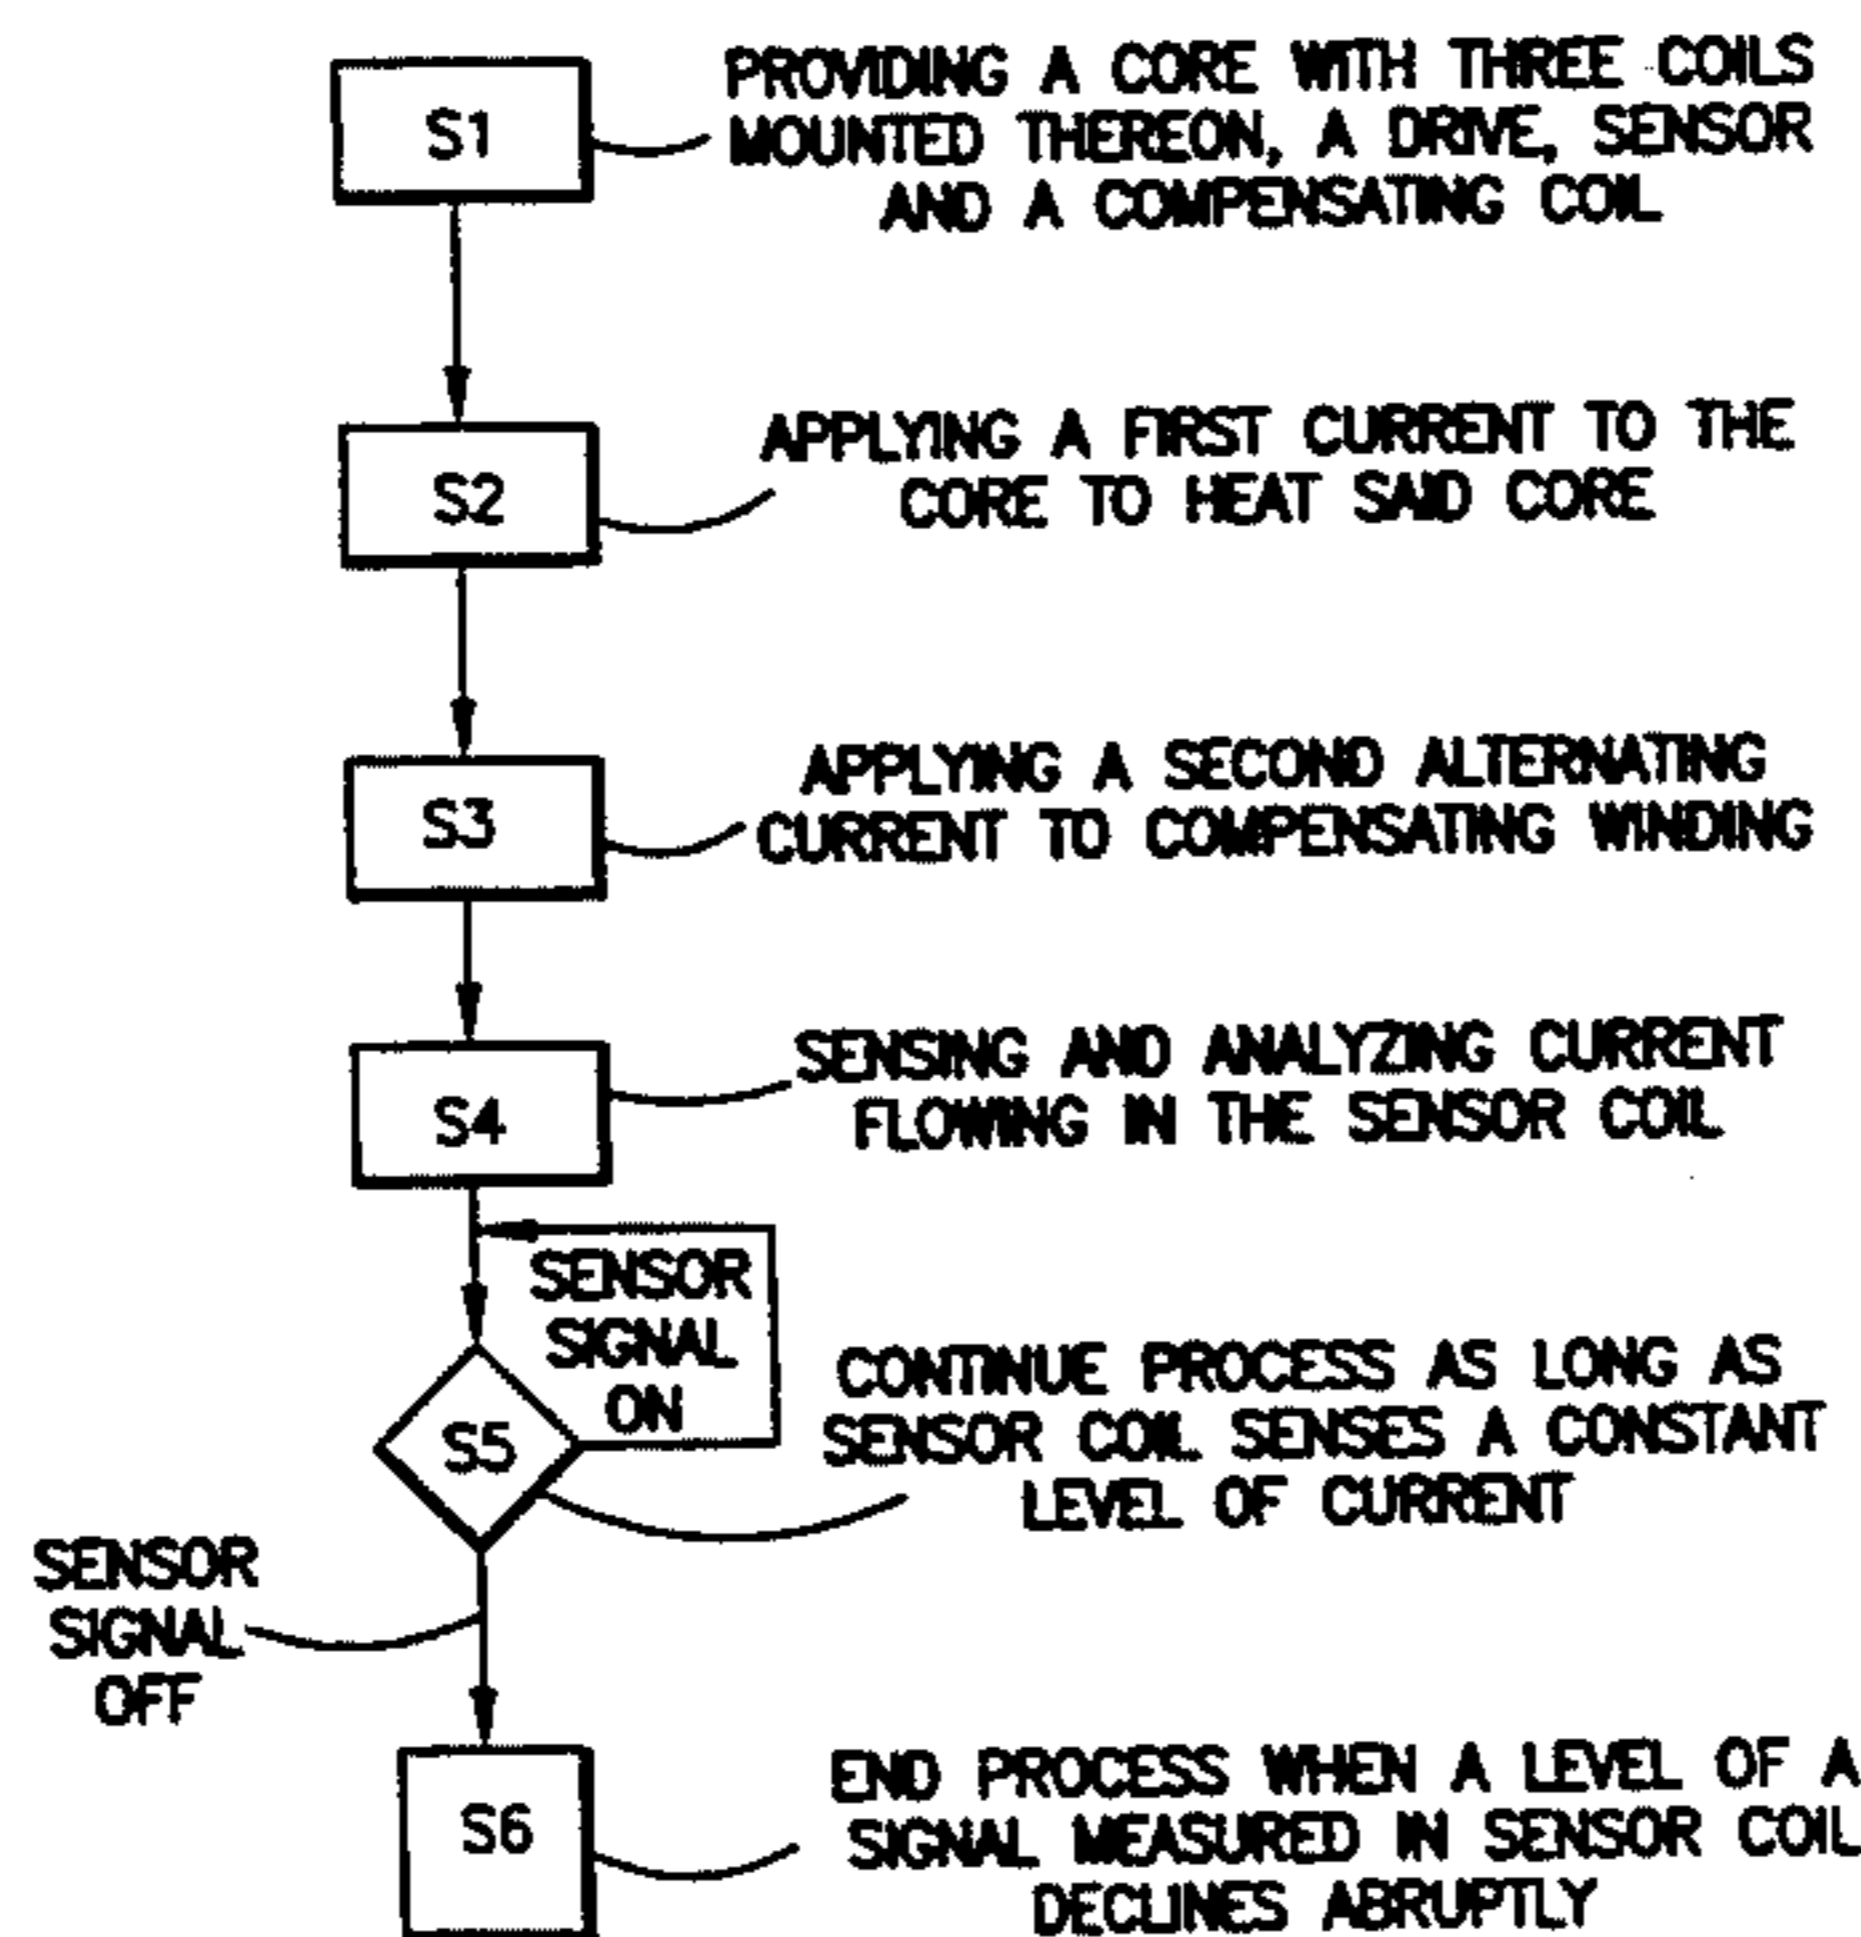 S1
PROVIDING A CORE WITH THREE COILS
MOUNTED THEREON, A DRIVE, SENSOR
AND A COMPENSATING COIL
S2
APPLYING A FIRST CURRENT TO THE
CORE TO HEAT SAID CORE
S3
APPLYING A SECOND ALTERNATING
CURRENT TO COMPENSATING WINDING
S4
SENSING AND ANALYZING CURRENT
FLOWING IN THE SENSOR COIL
SENSOR
SIGNAL
ON
S5
CONTINUE PROCESS AS LONG AS
SENSOR COIL SENSES A CONSTANT
LEVEL OF CURRENT
SENSOR
SIGNAL
OFF
S6
END PROCESS WHEN A LEVEL OF A
SIGNAL MEASURED IN SENSOR COIL
DECLINES ABRUPTLY